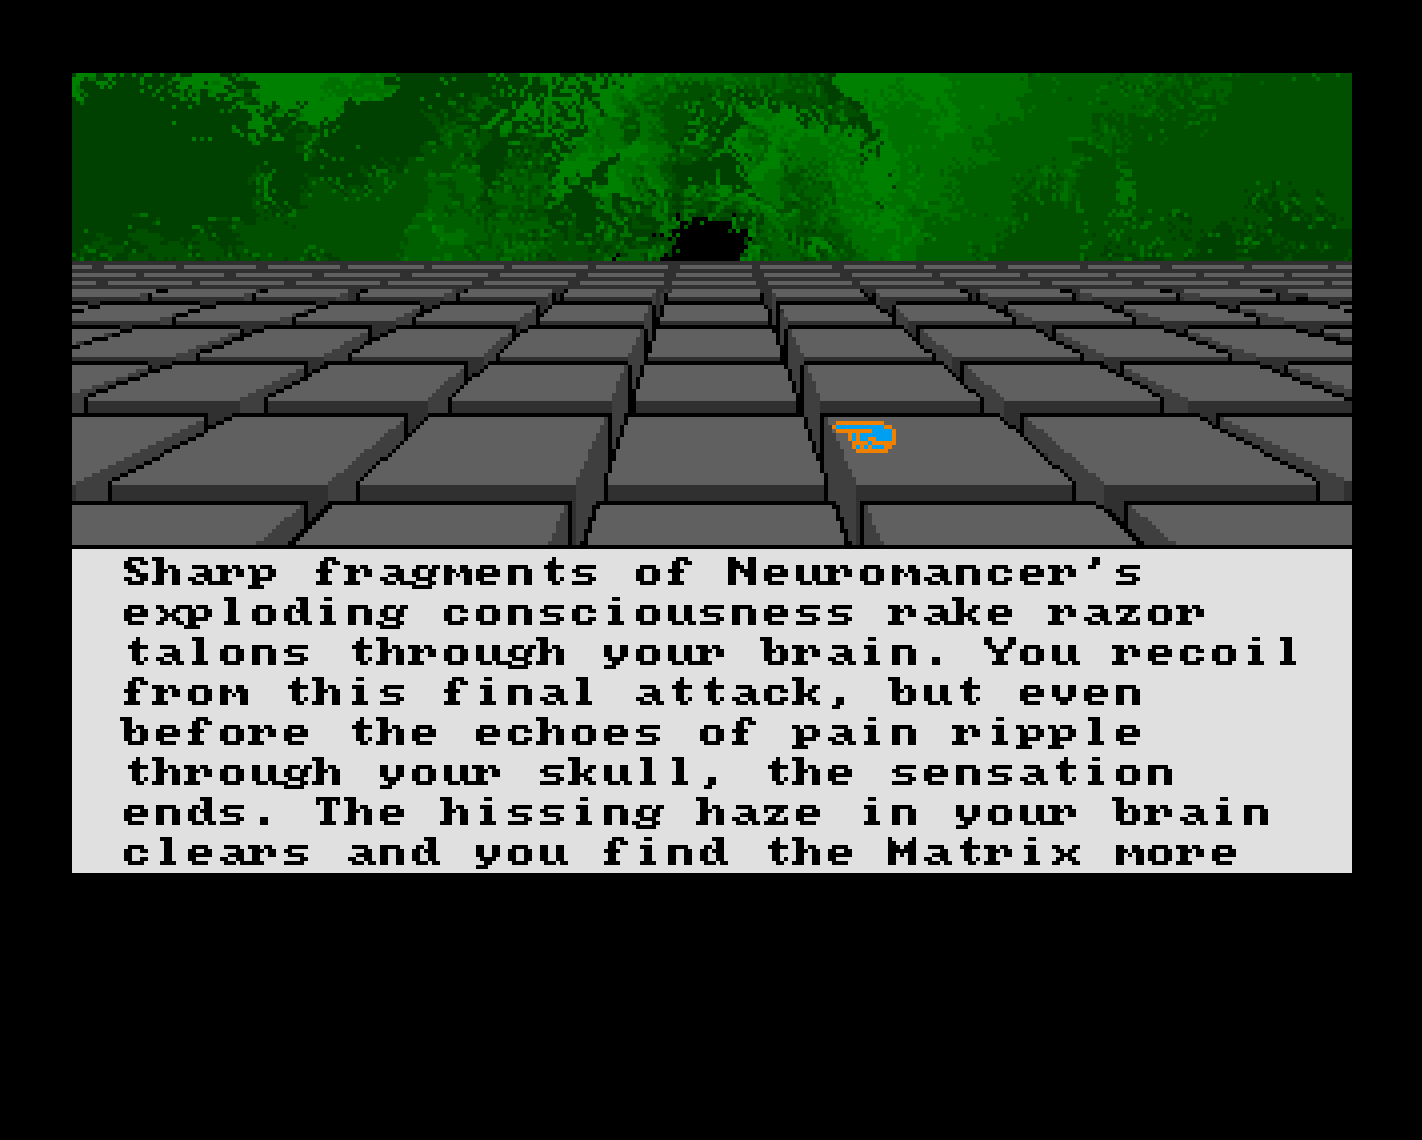 Sharp fragments of Neuromancer's
exploding consciousness rake razor
talons through your brain. You recoil
from this final attack, but even
before the echoes of pain ripple
through your skull, the sensation
ends. The hissing haze in your brain
clears and you find the Matrix more